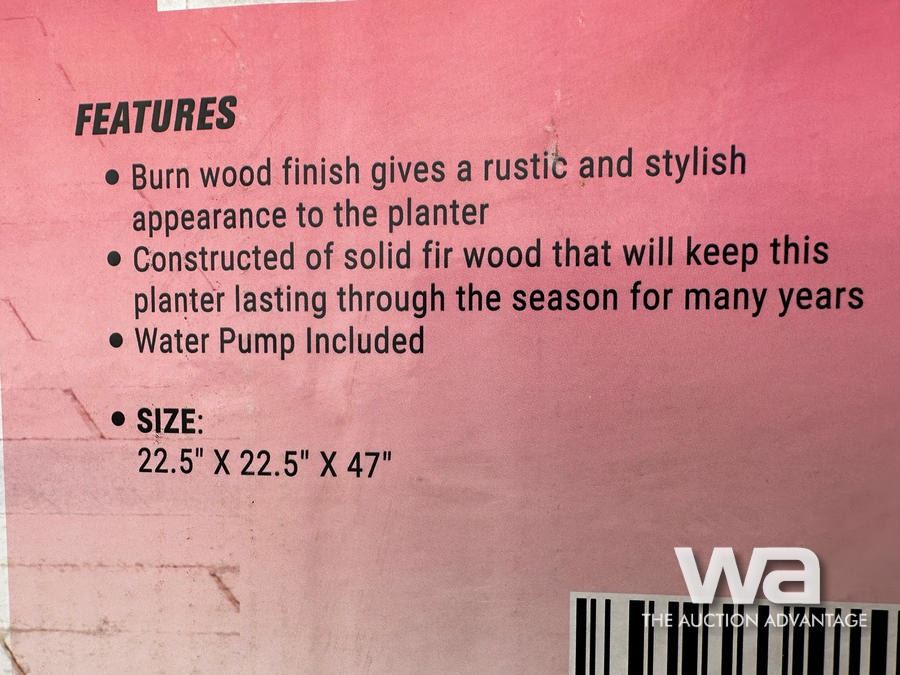 FEATURES
• Burn wood finish gives a rustic and stylish
appearance to the planter
• Constructed of solid fir wood that will keep this
planter lasting through the season for many years
• Water Pump Included
• SIZE:
22.5" X 22.5" X 47"
wa
THE AUCTION ADVANTAGE